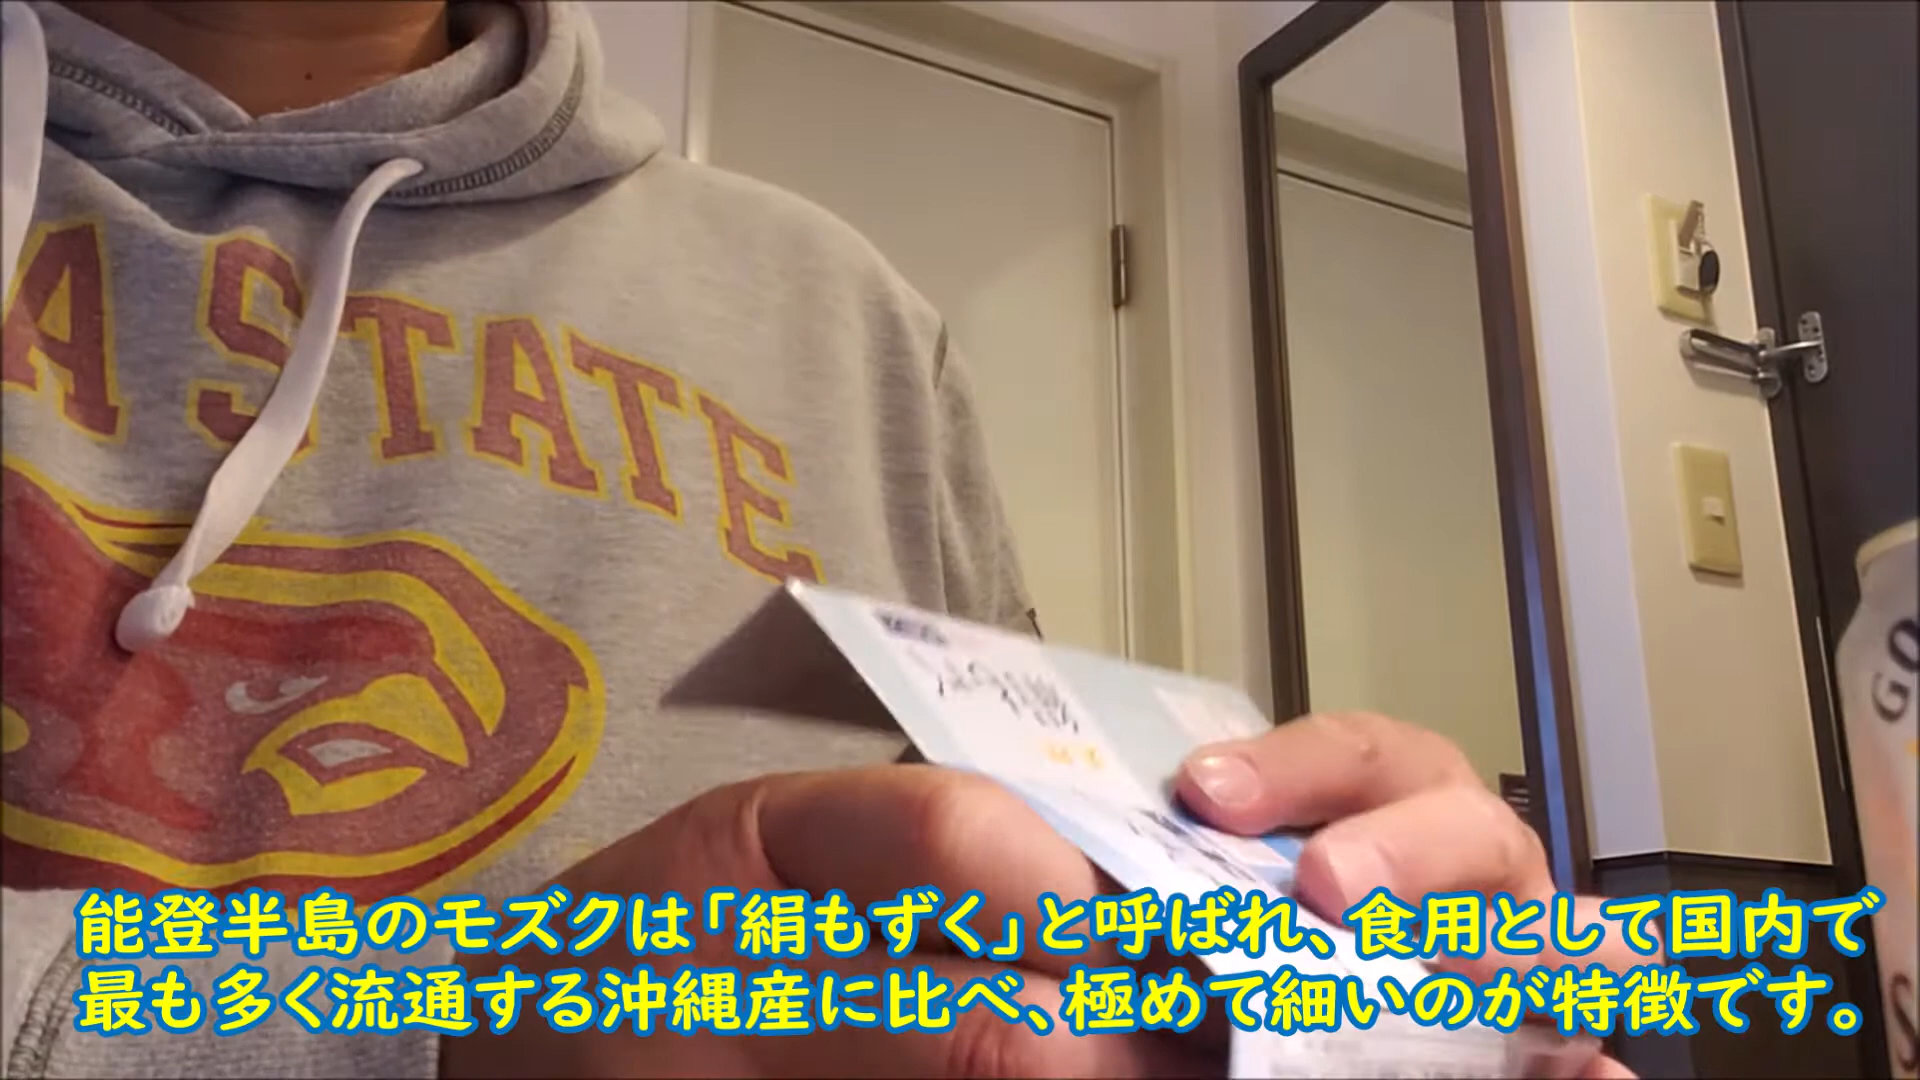 A STATE
GO
S
能登半島のモズクは「絹もずく」と呼ばれ、食用として国内で
最も多く流通する沖縄産に比べ、極めて細いのが特徴です。